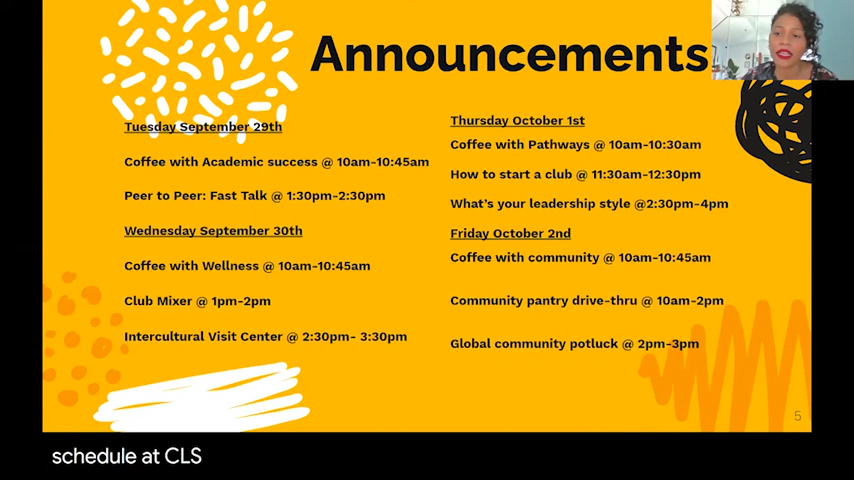 Announcements
Tuesday September 29th
Coffee with Academic success @ 10am-10:45am
Peer to Peer: Fast Talk @ 1:30pm-2:30pm
Wednesday September 30th
Coffee with Wellness @ 10am-10:45am
Club Mixer @ 1pm-2pm
Intercultural Visit Center @ 2:30pm- 3:30pm
Thursday October 1st
Coffee with Pathways @ 10am-10:30am
How to start a club @ 11:30am-12:30pm
What's your leadership style @2:30pm-4pm
Friday October 2nd
Coffee with community @ 10am-10:45am
Community pantry drive-thru @ 10am-2pm
Global community potluck @ 2pm-3pm
5
schedule at CLS